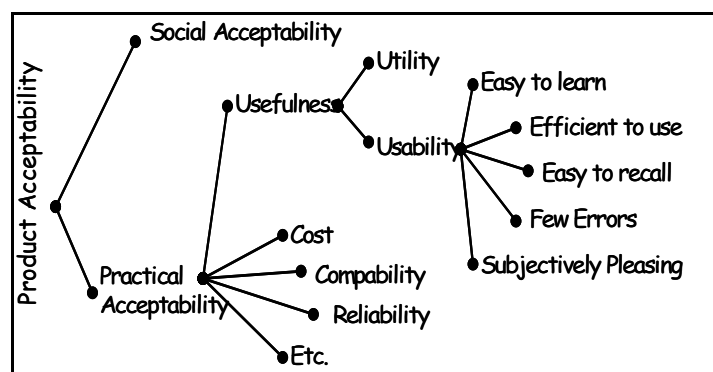 Product Acceptability
Social Acceptability
Practical
Acceptability
Usefulness
Utility
Usability
Easy to learn
Efficient to use
Easy to recall
Few Errors
Subjectively Pleasing
Cost
Compability
Reliability
Etc.